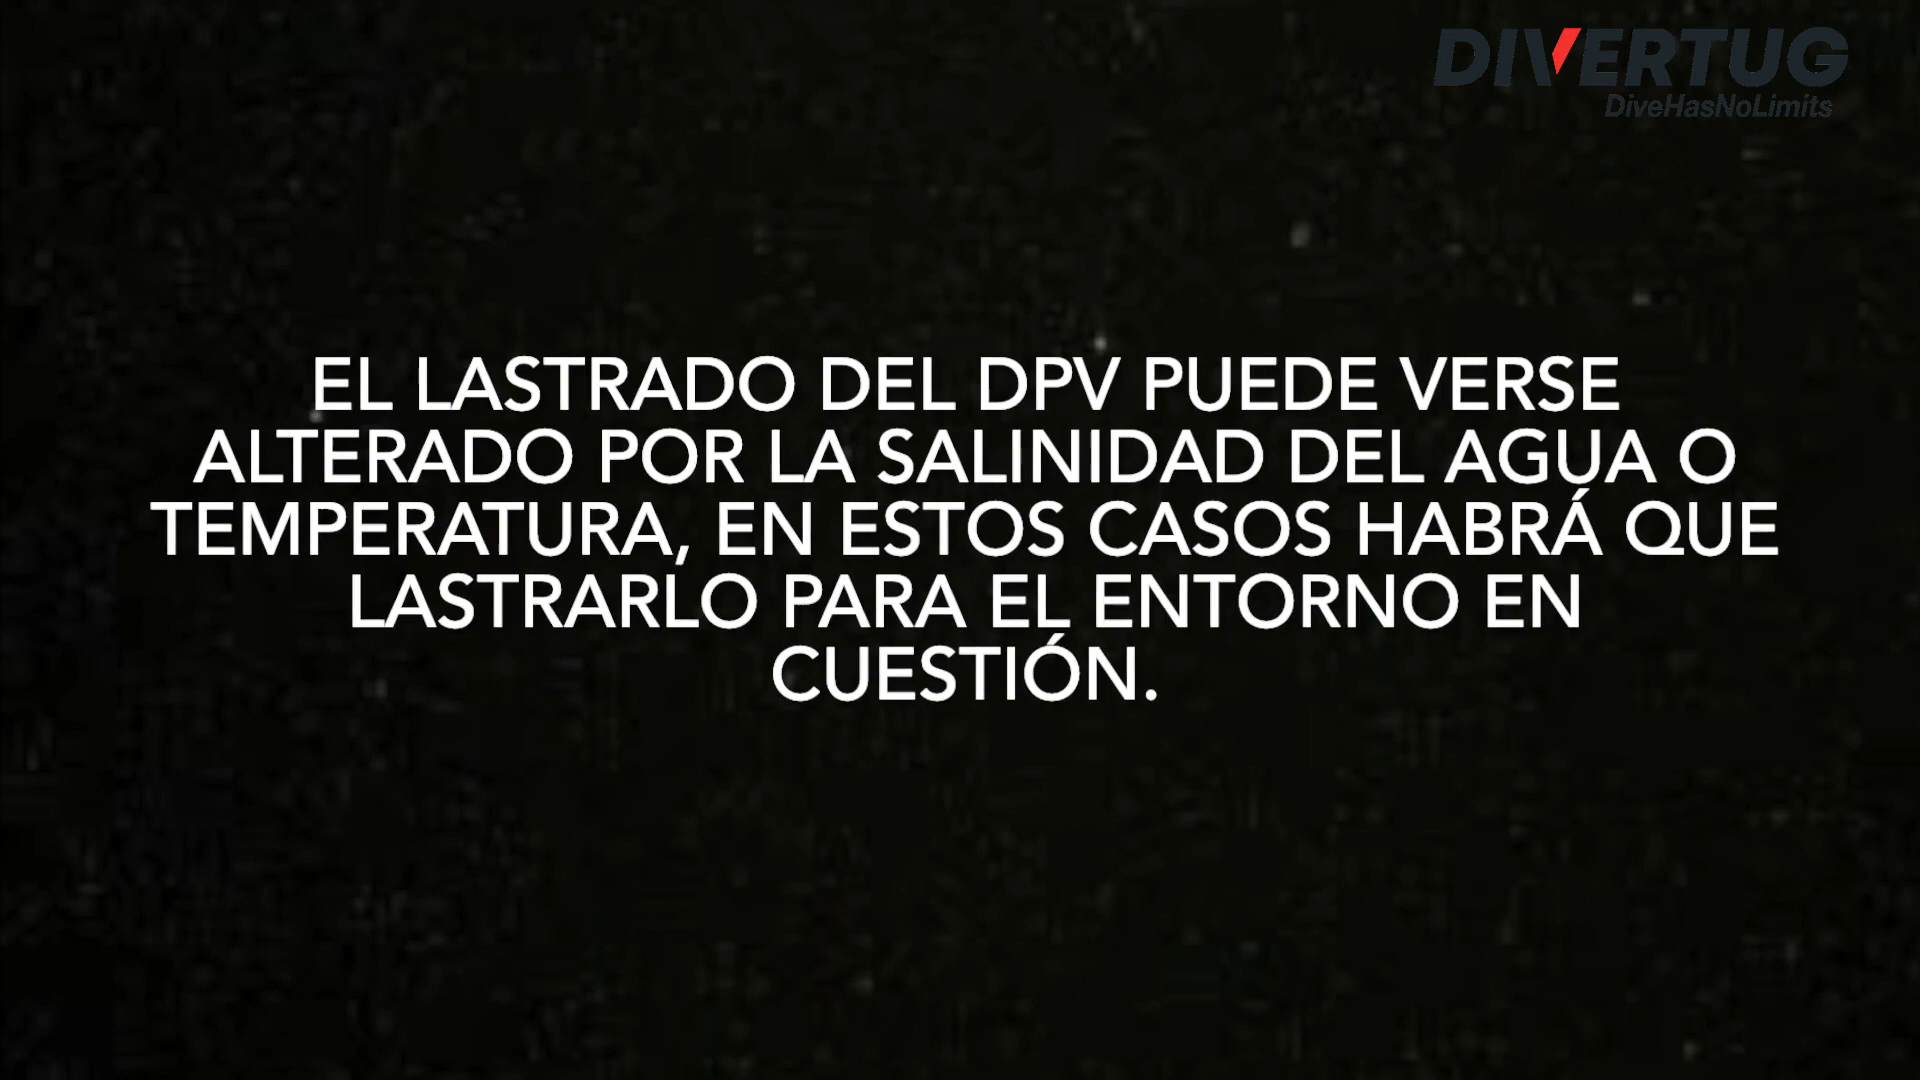 DIVERTUG
DiveHasNoLimits
EL LASTRADO DEL DPV PUEDE VERSE
ALTERADO POR LA SALINIDAD DEL AGUA O
TEMPERATURA, EN ESTOS CASOS HABRÁ QUE
LASTRARLO PARA EL ENTORNO EN
CUESTIÓN.